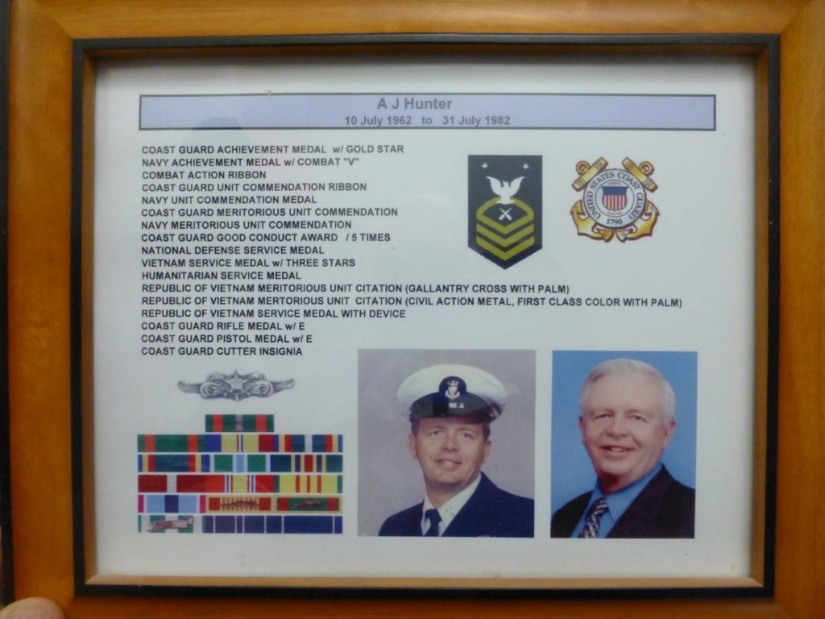 A J Hunter
10 July 1962 to 31 July 1982
COAST GUARD ACHIEVEMENT MEDAL w/ GOLD STAR
NAVY ACHIEVEMENT MEDAL w/ COMBAT "V"
COMBAT ACTION RIBBON
COAST GUARD UNIT COMMENDATION RIBBON
NAVY UNIT COMMENDATION MEDAL
COAST GUARD MERITORIOUS UNIT COMMENDATION
NAVY MERITORIOUS UNIT COMMENDATION
COAST GUARD GOOD CONDUCT AWARD / 5 TIMES
NATIONAL DEFENSE SERVICE MEDAL
VIETNAM SERVICE MEDAL w/ THREE STARS
HUMANITARIAN SERVICE MEDAL
REPUBLIC OF VIETNAM MERITORIOUS UNIT CITATION (GALLANTRY CROSS WITH PALM)
REPUBLIC OF VIETNAM MERTORIOUS UNIT CITATION (CIVIL ACTION METAL, FIRST CLASS COLOR WITH PALM)
REPUBLIC OF VIETNAM SERVICE MEDAL WITH DEVICE
COAST GUARD RIFLE MEDAL w/ E
COAST GUARD PISTOL MEDAL w/ E
COAST GUARD CUTTER INSIGNIA
UNITED STATES COAST GUARD
1790